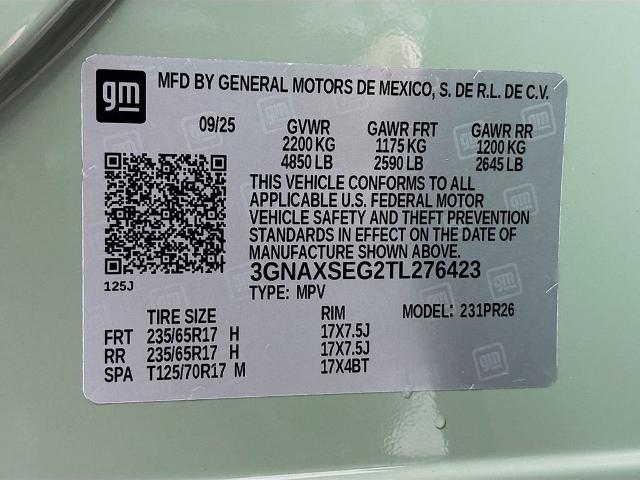 gm MFD BY GENERAL MOTORS DE MEXICO, S. DE R.L. DE C.V.
09/25 GVWR GAWR FRT GAWR RR
2200 KG 1175 KG 1200 KG
4850 LB 2590 LB 2645 LB
THIS VEHICLE CONFORMS TO ALL
APPLICABLE U.S. FEDERAL MOTOR
VEHICLE SAFETY AND THEFT PREVENTION
STANDARDS IN EFFECT ON THE DATE OF
MANUFACTURE SHOWN ABOVE.
3GNAXSEG2TL276423
125J
TYPE: MPV
TIRE SIZE RIM MODEL: 231PR26
FRT 235/65R17 H 17X7.5J
RR 235/65R17 H 17X7.5J
SPA T125/70R17 M 17X4BT